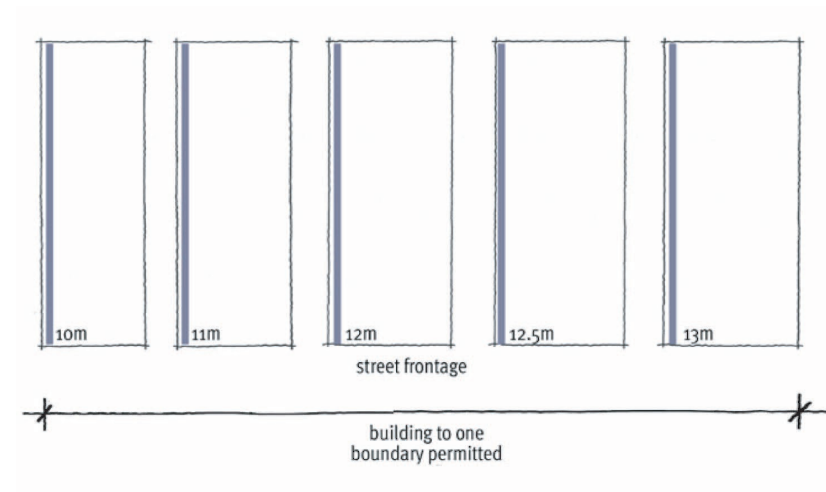 10m
11m
12m
12.5m
13m
street frontage
building to one
boundary permitted